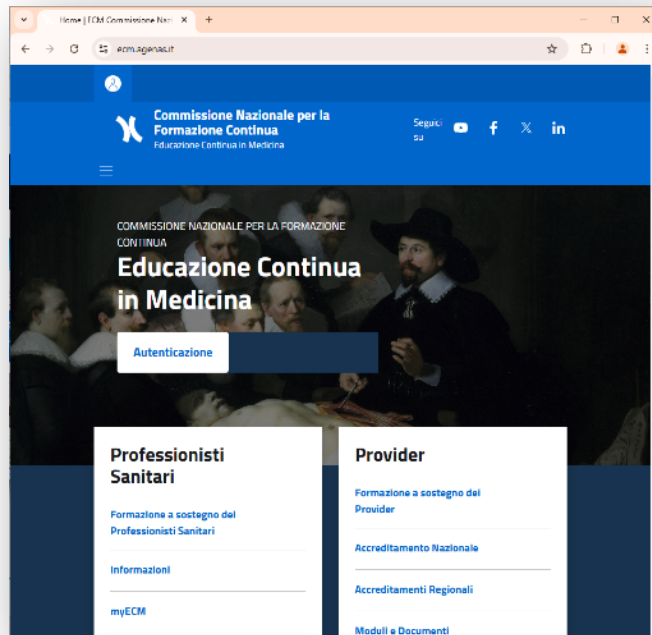 Home | ECM Commissione Naz
ecm.agenas.it
Commissione Nazionale per la
Formazione Continua
Educazione Continua in Medicina
Seguici
su
COMMISSIONE NAZIONALE PER LA FORMAZIONE
CONTINUA
Educazione Continua
in Medicina
Autenticazione
Professionisti
Sanitari
Formazione a sostegno dei
Professionisti Sanitari
Informazioni
myECM
Provider
Formazione a sostegno dei
Provider
Accreditamento Nazionale
Accreditamenti Regionali
Moduli e Documenti